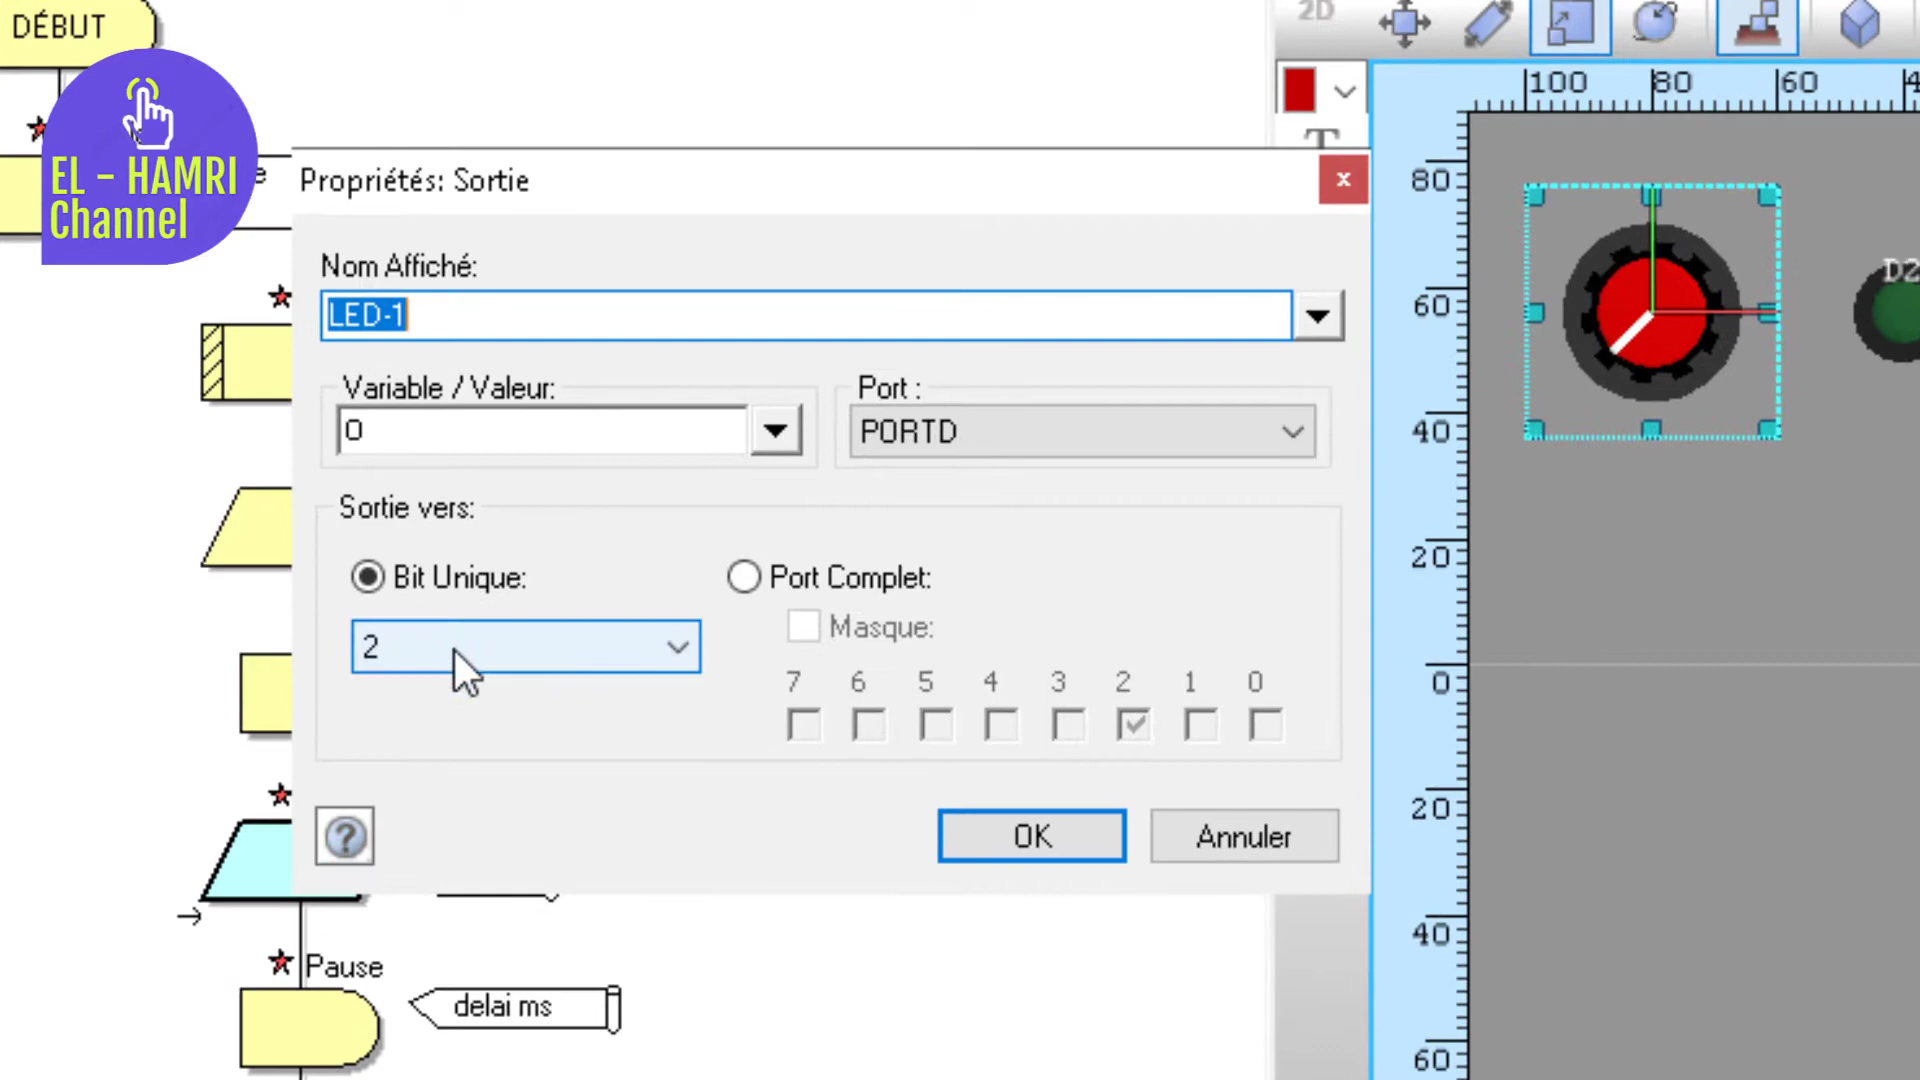 DÉBUT
2D
EL - HAMRI
Channel
Propriétés: Sortie
x
Nom Affiché:
LED-1
Variable / Valeur:
0
Port :
PORTD
Sortie vers:
Bit Unique:
Port Complet:
2
Masque:
7 6 5 4 3 2 1 0
?
OK
Annuler
Pause
delai ms
T
100 80 60 4
80
60
40
20
0
20
40
60
D2